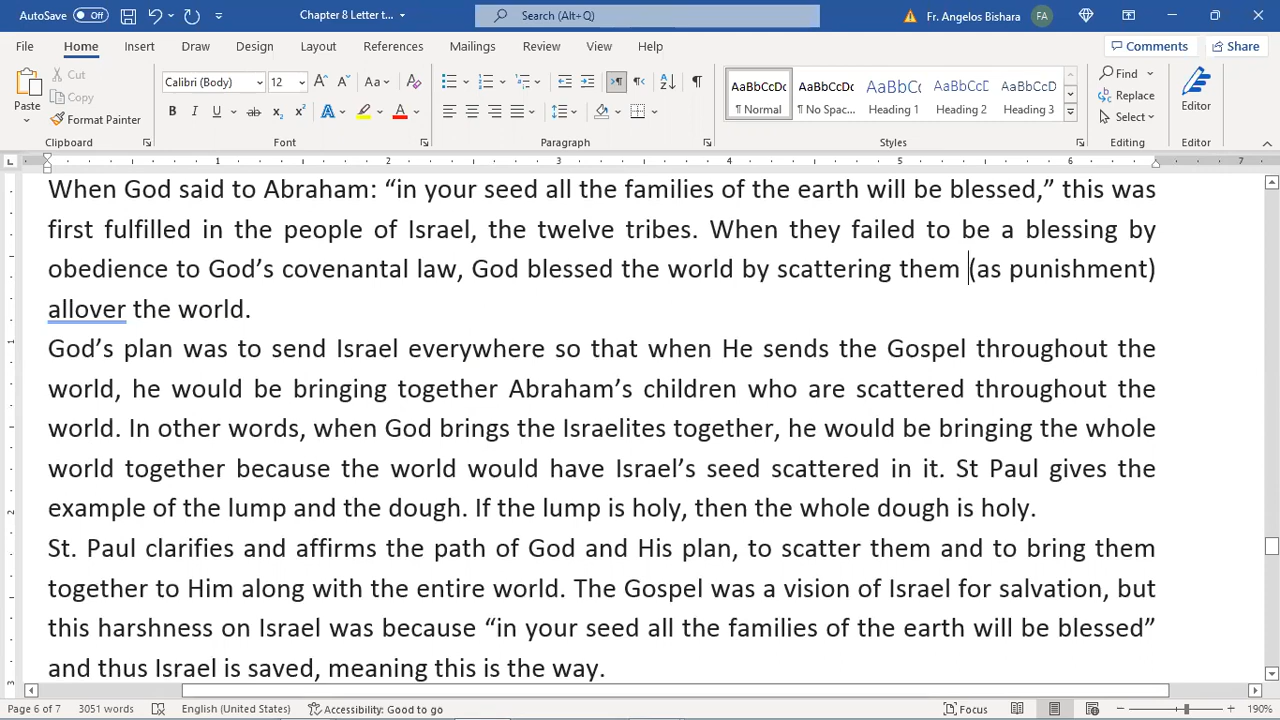 AutoSave Off Chapter 8 Letter t... Search (Alt+Q) Fr. Angelos Bishara FA
File Home Insert Draw Design Layout References Mailings Review View Help Comments Share
Cut
Copy
Paste Format Painter
Calibri (Body) 12
AaBbCcDc AaBbCcDc AaBbCc AaBbCcD AaBbCcD
¶ Normal ¶ No Spac... Heading 1 Heading 2 Heading 3
Find
Replace
Select
Editor
Clipboard Font Paragraph Styles Editing Editor
1 2 3 4 5 6 7
When God said to Abraham: “in your seed all the families of the earth will be blessed,” this was
first fulfilled in the people of Israel, the twelve tribes. When they failed to be a blessing by
obedience to God’s covenantal law, God blessed the world by scattering them (as punishment)
allover the world.
God’s plan was to send Israel everywhere so that when He sends the Gospel throughout the
world, he would be bringing together Abraham’s children who are scattered throughout the
world. In other words, when God brings the Israelites together, he would be bringing the whole
world together because the world would have Israel’s seed scattered in it. St Paul gives the
example of the lump and the dough. If the lump is holy, then the whole dough is holy.
St. Paul clarifies and affirms the path of God and His plan, to scatter them and to bring them
together to Him along with the entire world. The Gospel was a vision of Israel for salvation, but
this harshness on Israel was because “in your seed all the families of the earth will be blessed”
and thus Israel is saved, meaning this is the way.
Page 6 of 7 3051 words English (United States) Accessibility: Good to go Focus 190%